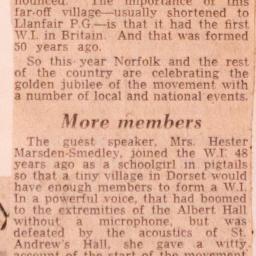 nounced. The importance of this
far-off village—usually shortened to
Llanfair P.G.—is that it had the first
W.I. in Britain. And that was formed
50 years ago.
So this year Norfolk and the rest
of the country are celebrating the
golden jubilee of the movement with
a number of local and national events.
More members
The guest speaker, Mrs. Hester
Marsden-Smedley, joined the W.I. 48
years ago as a schoolgirl in pigtails
so that a tiny village in Dorset would
have enough members to form a W.I.
In a powerful voice, that had boomed
to the extremities of the Albert Hall
without a microphone, but was
defeated by the acoustics of St.
Andrew's Hall, she gave a witty
account of the start of the movement